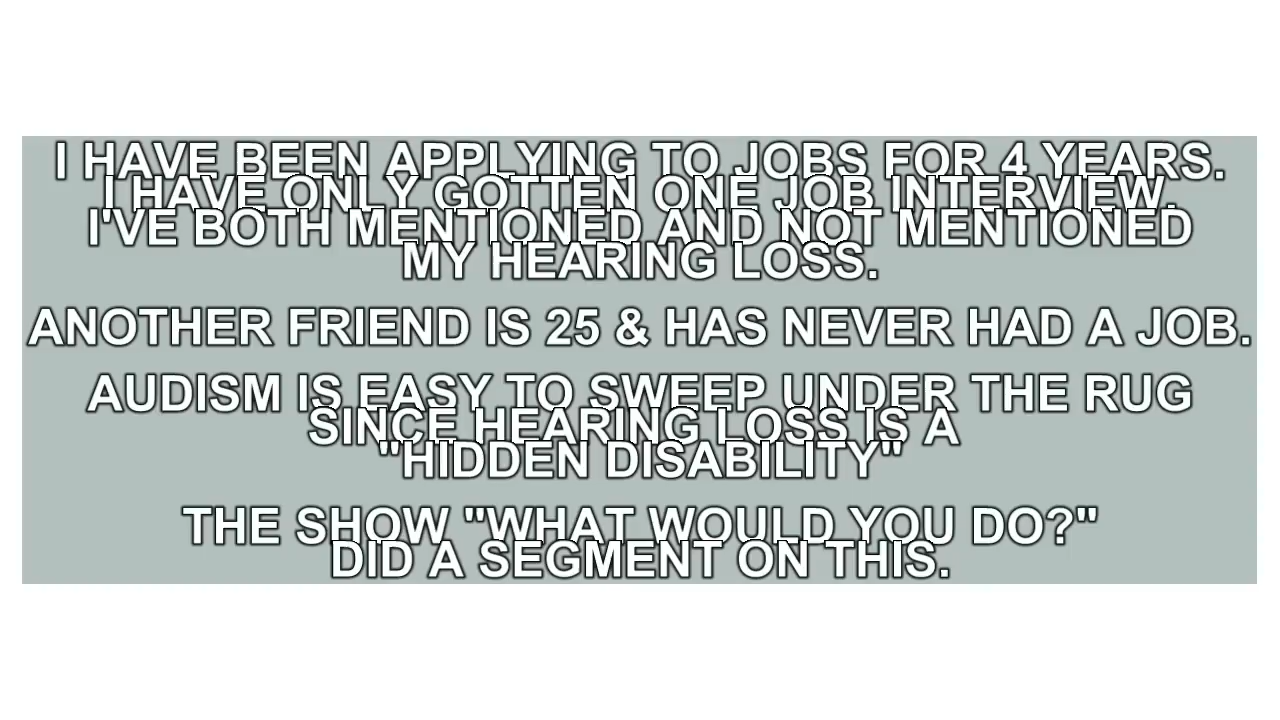 I HAVE BEEN APPLYING TO JOBS FOR 4 YEARS.
I HAVE ONLY GOTTEN ONE JOB INTERVIEW.
I'VE BOTH MENTIONED AND NOT MENTIONED
MY HEARING LOSS.
ANOTHER FRIEND IS 25 & HAS NEVER HAD A JOB.
AUDISM IS EASY TO SWEEP UNDER THE RUG
SINCE HEARING LOSS IS A
"HIDDEN DISABILITY"
THE SHOW "WHAT WOULD YOU DO?"
DID A SEGMENT ON THIS.